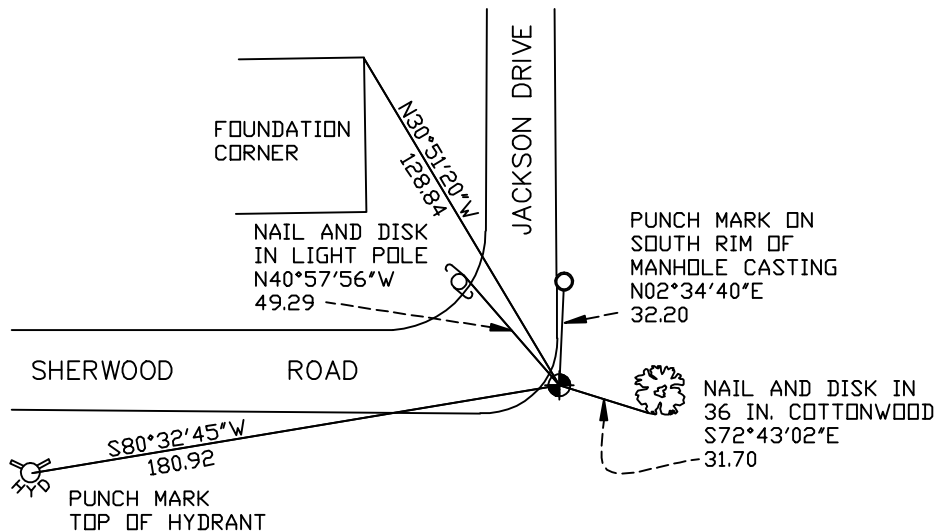 JACKSON DRIVE
FOUNDATION
CORNER
N30°51'20"W
128.84
NAIL AND DISK
IN LIGHT POLE
N40°57'56"W
49.29
PUNCH MARK ON
SOUTH RIM OF
MANHOLE CASTING
N02°34'40"E
32.20
SHERWOOD ROAD
NAIL AND DISK IN
36 IN. COTTONWOOD
S72°43'02"E
31.70
S80°32'45"W
180.92
HYD
PUNCH MARK
TOP OF HYDRANT